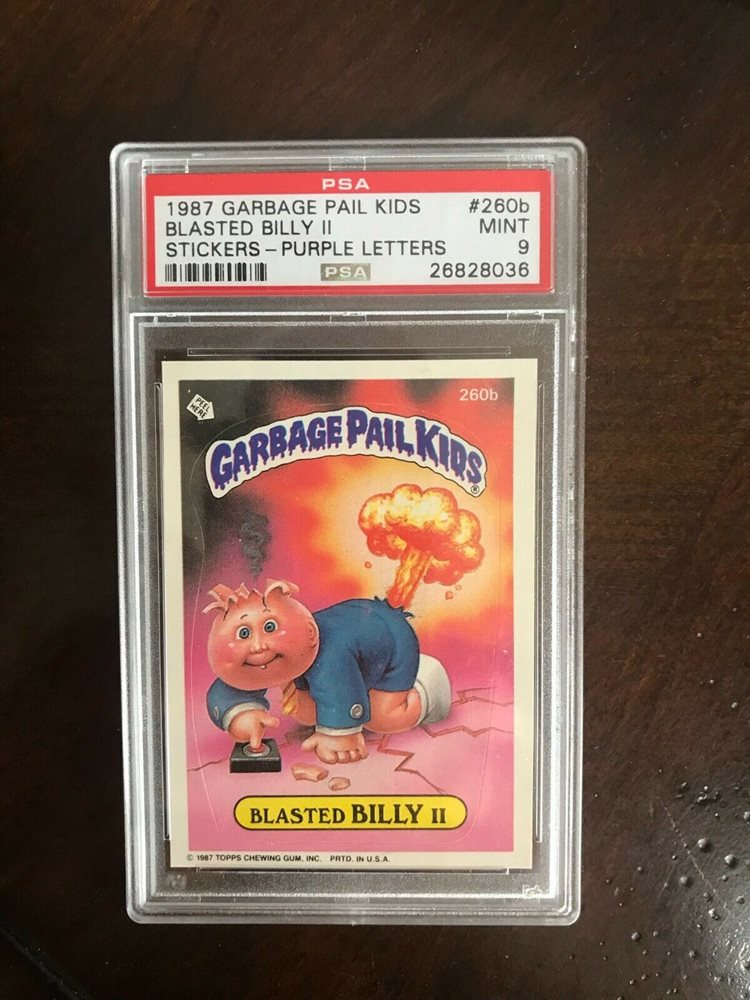 PSA
1987 GARBAGE PAIL KIDS #260b
BLASTED BILLY II MINT
STICKERS – PURPLE LETTERS 9
PSA 26828036
260b
PEEL
HERE
GARBAGE PAIL KIDS®
BLASTED BILLY II
© 1987 TOPPS CHEWING GUM, INC. PRTD. IN U.S.A.